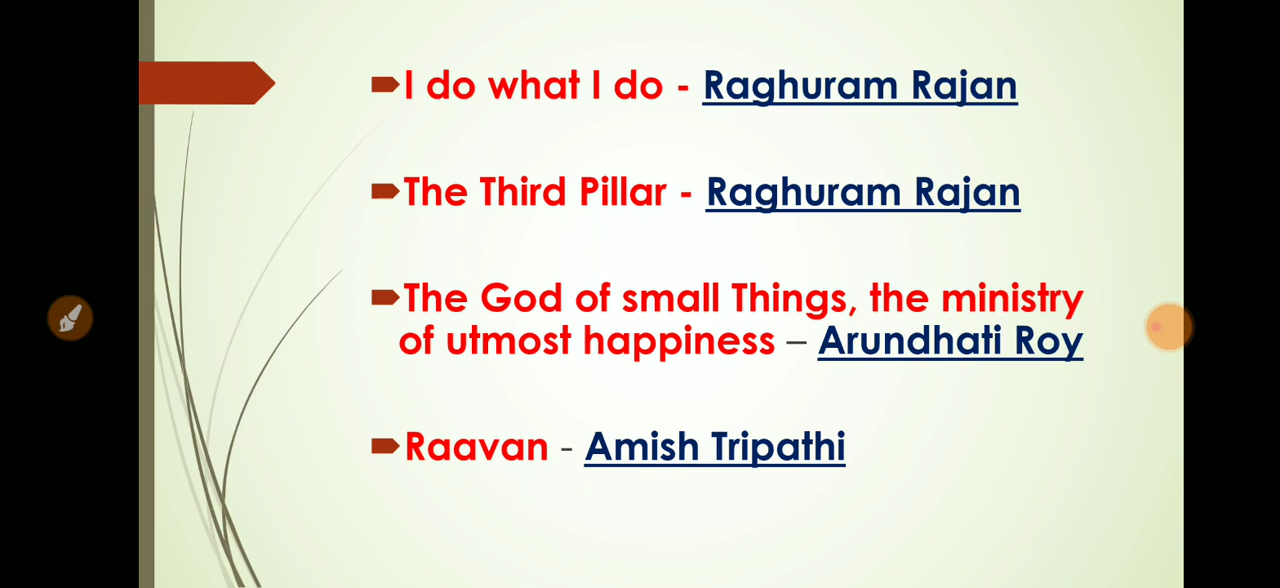 I do what I do - Raghuram Rajan
The Third Pillar - Raghuram Rajan
The God of small Things, the ministry
of utmost happiness – Arundhati Roy
Raavan - Amish Tripathi